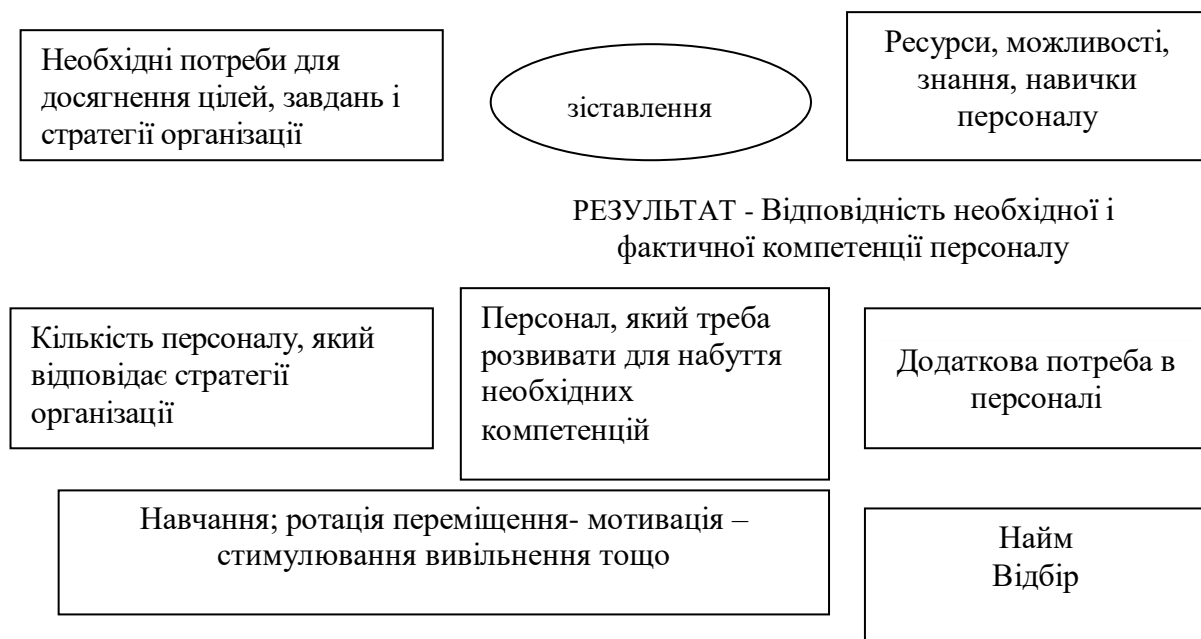 Необхідні потреби для
досягнення цілей, завдань і
стратегії організації
зіставлення
Ресурси, можливості,
знання, навички
персоналу
РЕЗУЛЬТАТ - Відповідність необхідної і
фактичної компетенції персоналу
Кількість персоналу, який
відповідає стратегії
організації
Персонал, який треба
розвивати для набуття
необхідних
компетенцій
Додаткова потреба в
персоналі
Навчання; ротація переміщення- мотивація –
стимулювання вивільнення тощо
Найм
Відбір